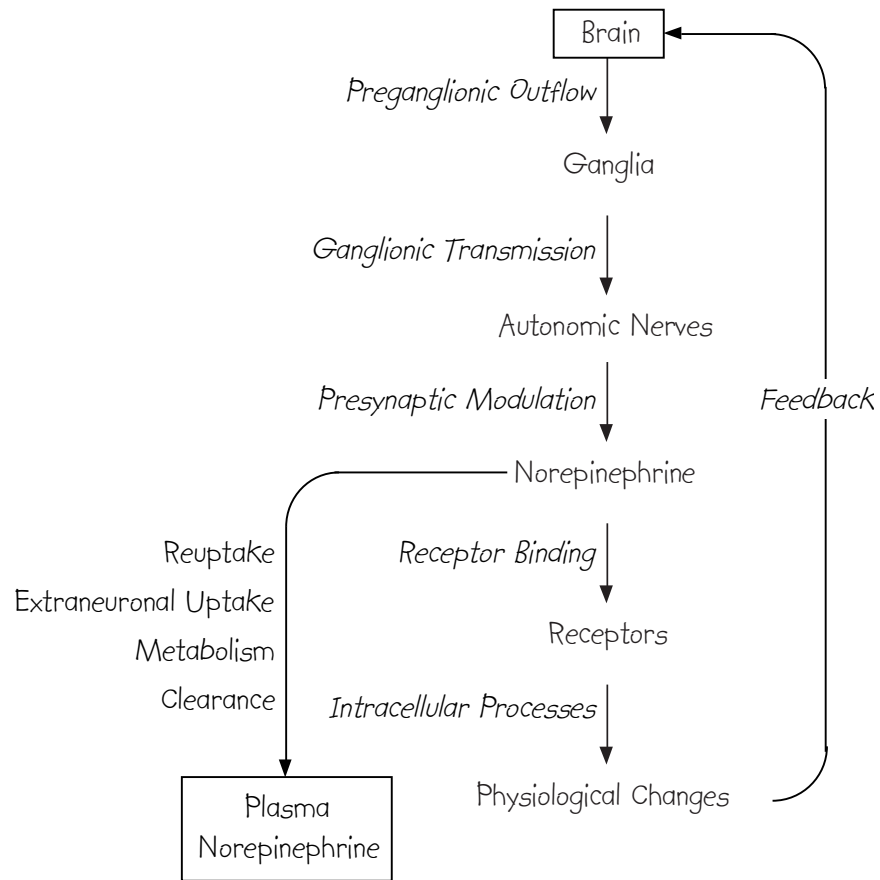 Brain
Preganglionic Outflow
Ganglia
Ganglionic Transmission
Autonomic Nerves
Presynaptic Modulation
Feedback
Norepinephrine
Reuptake
Receptor Binding
Extraneuronal Uptake
Receptors
Metabolism
Clearance
Intracellular Processes
Physiological Changes
Plasma
Norepinephrine